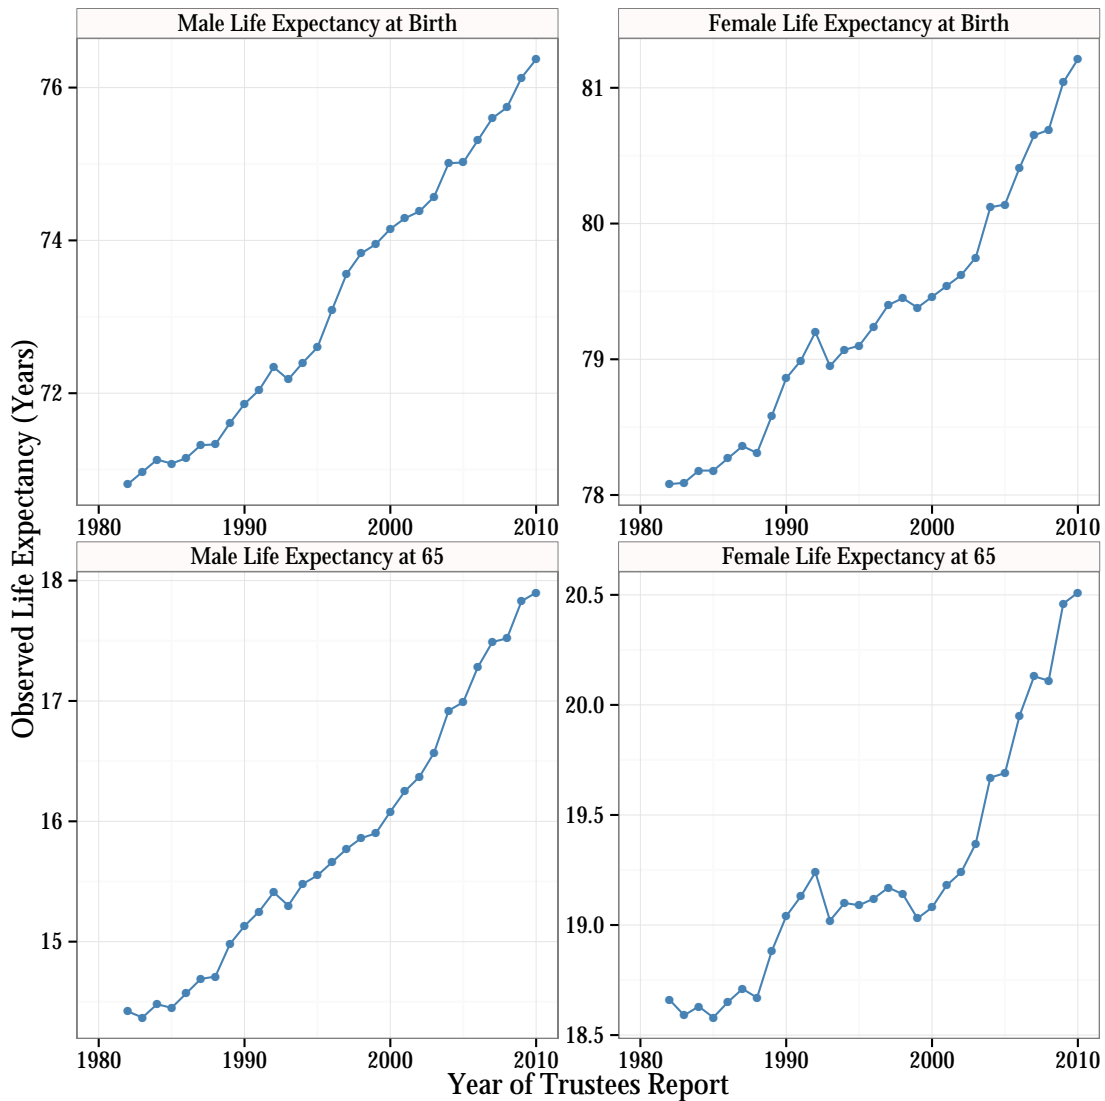 Male Life Expectancy at Birth
Female Life Expectancy at Birth
76
74
72
81
80
79
78
1980 1990 2000 2010
1980 1990 2000 2010
Male Life Expectancy at 65
Female Life Expectancy at 65
18
17
16
15
20.5
20.0
19.5
19.0
18.5
1980 1990 2000 2010
1980 1990 2000 2010
Observed Life Expectancy (Years)
Year of Trustees Report